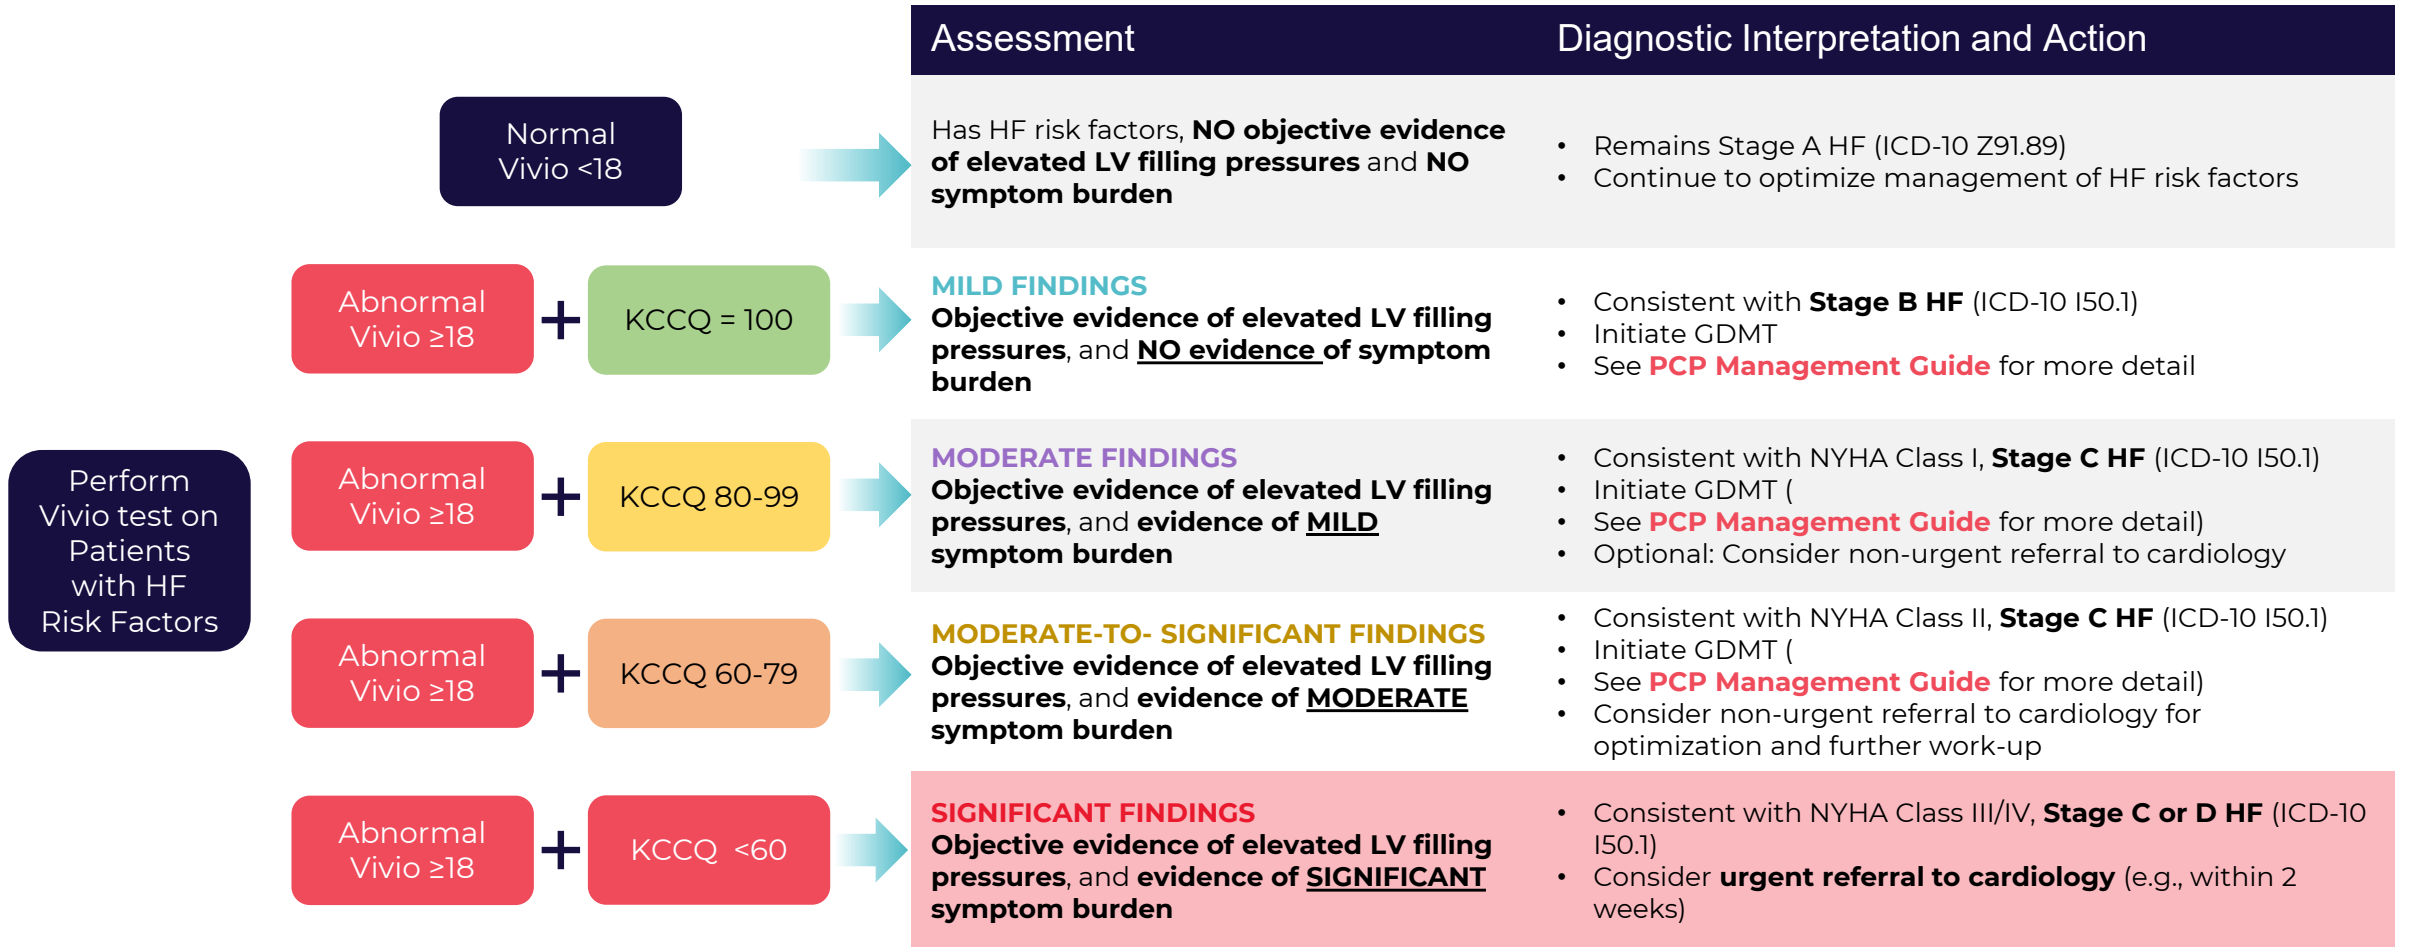 Assessment
Diagnostic Interpretation and Action
Perform
Vivio test on
Patients
with HF
Risk Factors
Normal
Vivio <18
Has HF risk factors, NO objective evidence
of elevated LV filling pressures and NO
symptom burden
• Remains Stage A HF (ICD-10 Z91.89)
• Continue to optimize management of HF risk factors
Abnormal
Vivio ≥18
+
KCCQ = 100
MILD FINDINGS
Objective evidence of elevated LV filling
pressures, and NO evidence of symptom
burden
• Consistent with Stage B HF (ICD-10 I50.1)
• Initiate GDMT
• See PCP Management Guide for more detail
Abnormal
Vivio ≥18
+
KCCQ 80-99
MODERATE FINDINGS
Objective evidence of elevated LV filling
pressures, and evidence of MILD
symptom burden
• Consistent with NYHA Class I, Stage C HF (ICD-10 I50.1)
• Initiate GDMT (
• See PCP Management Guide for more detail)
• Optional: Consider non-urgent referral to cardiology
Abnormal
Vivio ≥18
+
KCCQ 60-79
MODERATE-TO- SIGNIFICANT FINDINGS
Objective evidence of elevated LV filling
pressures, and evidence of MODERATE
symptom burden
• Consistent with NYHA Class II, Stage C HF (ICD-10 I50.1)
• Initiate GDMT (
• See PCP Management Guide for more detail)
• Consider non-urgent referral to cardiology for
optimization and further work-up
Abnormal
Vivio ≥18
+
KCCQ <60
SIGNIFICANT FINDINGS
Objective evidence of elevated LV filling
pressures, and evidence of SIGNIFICANT
symptom burden
• Consistent with NYHA Class III/IV, Stage C or D HF (ICD-10
I50.1)
• Consider urgent referral to cardiology (e.g., within 2
weeks)